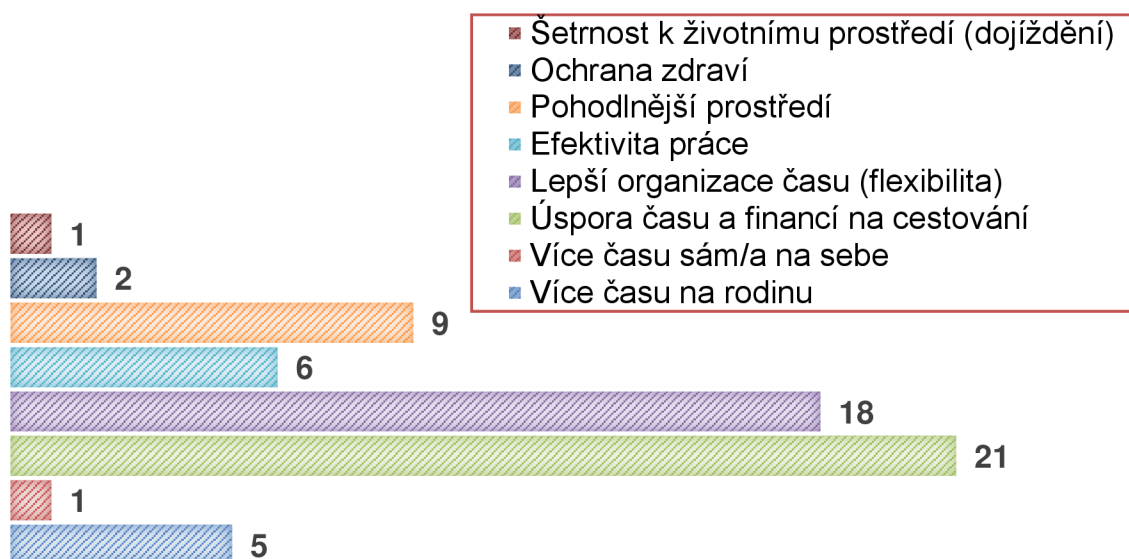 Šetrnost k životnímu prostředí (dojíždění)
Ochrana zdraví
Pohodlnější prostředí
Efektivita práce
Lepší organizace času (flexibilita)
Úspora času a financí na cestování
Více času sám/a na sebe
Více času na rodinu
1
2
9
6
18
21
1
5